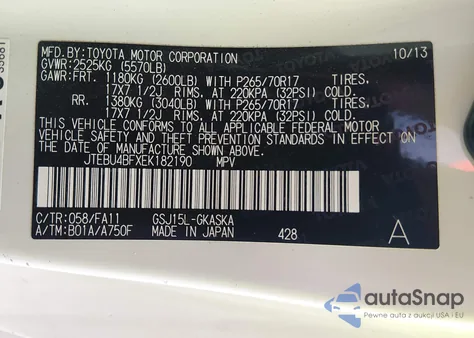 MFD.BY:TOYOTA MOTOR CORPORATION 10/13
GVWR:2525KG (5570LB)
GAWR:FRT. 1180KG (2600LB) WITH P265/70R17 TIRES.
17X7 1/2J RIMS, AT 220KPA (32PSI) COLD.
RR. 1380KG (3040LB) WITH P265/70R17 TIRES.
17X7 1/2J RIMS, AT 220KPA (32PSI) COLD.
THIS VEHICLE CONFORMS TO ALL APPLICABLE FEDERAL MOTOR
VEHICLE SAFETY AND THEFT PREVENTION STANDARDS IN EFFECT ON
THE DATE OF MANUFACTURE SHOWN ABOVE.
JTEBU4BFXEK182190 MPV
C/TR:058/FA11 GSJ15L-GKASKA
A/TM:B01A/A750F MADE IN JAPAN 428 A
autoSnap
Pewne auta z dostawą z USA i EU